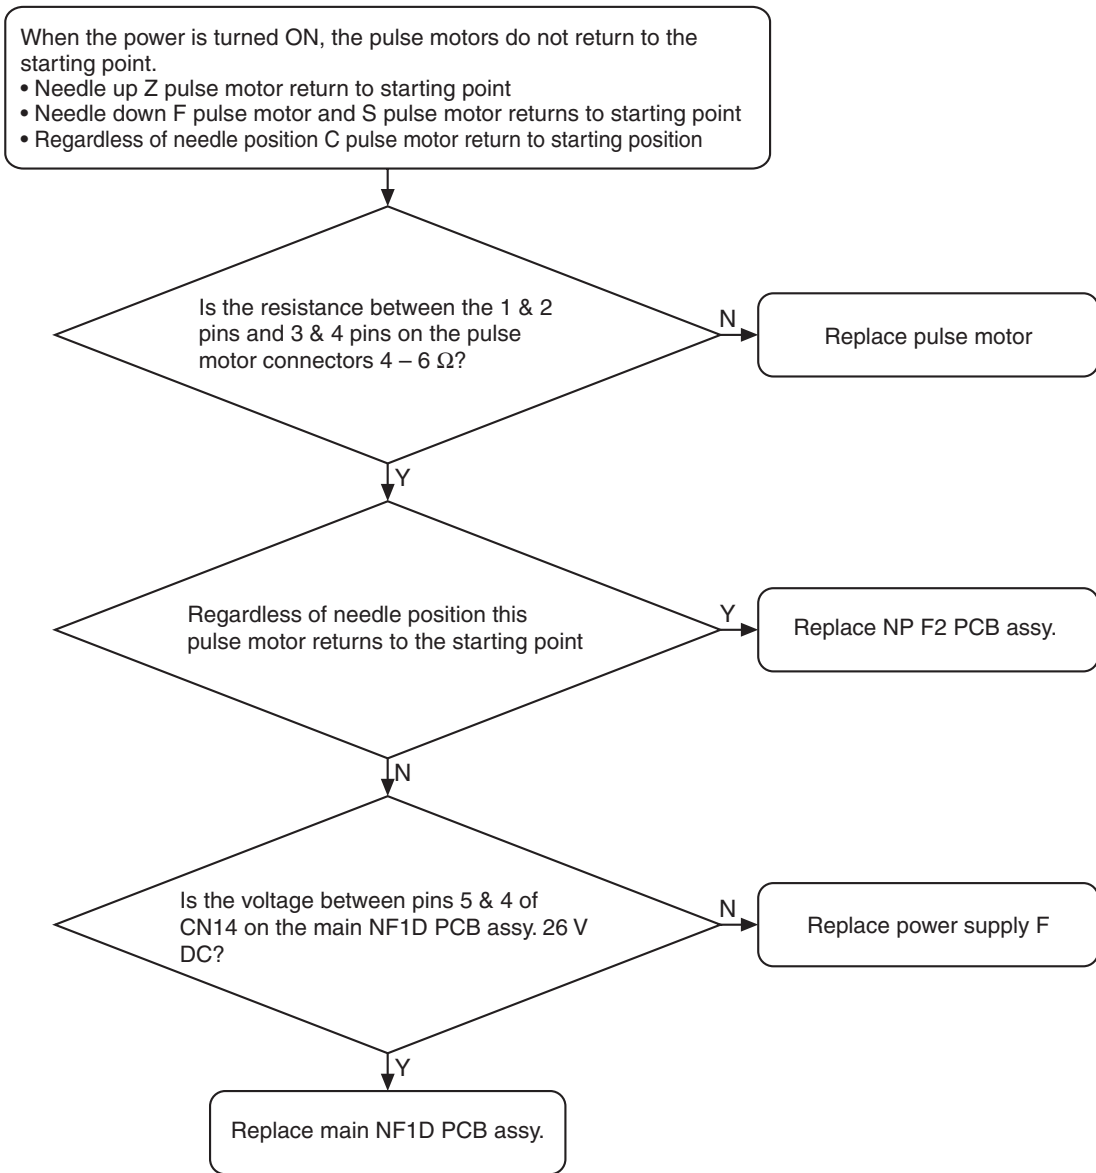 When the power is turned ON, the pulse motors do not return to the
starting point.
• Needle up Z pulse motor return to starting point
• Needle down F pulse motor and S pulse motor returns to starting point
• Regardless of needle position C pulse motor return to starting position
Is the resistance between the 1 & 2
pins and 3 & 4 pins on the pulse
motor connectors 4 – 6 Ω?
N
Replace pulse motor
Y
Regardless of needle position this
pulse motor returns to the starting point
Y
Replace NP F2 PCB assy.
N
Is the voltage between pins 5 & 4 of
CN14 on the main NF1D PCB assy. 26 V
DC?
N
Replace power supply F
Y
Replace main NF1D PCB assy.